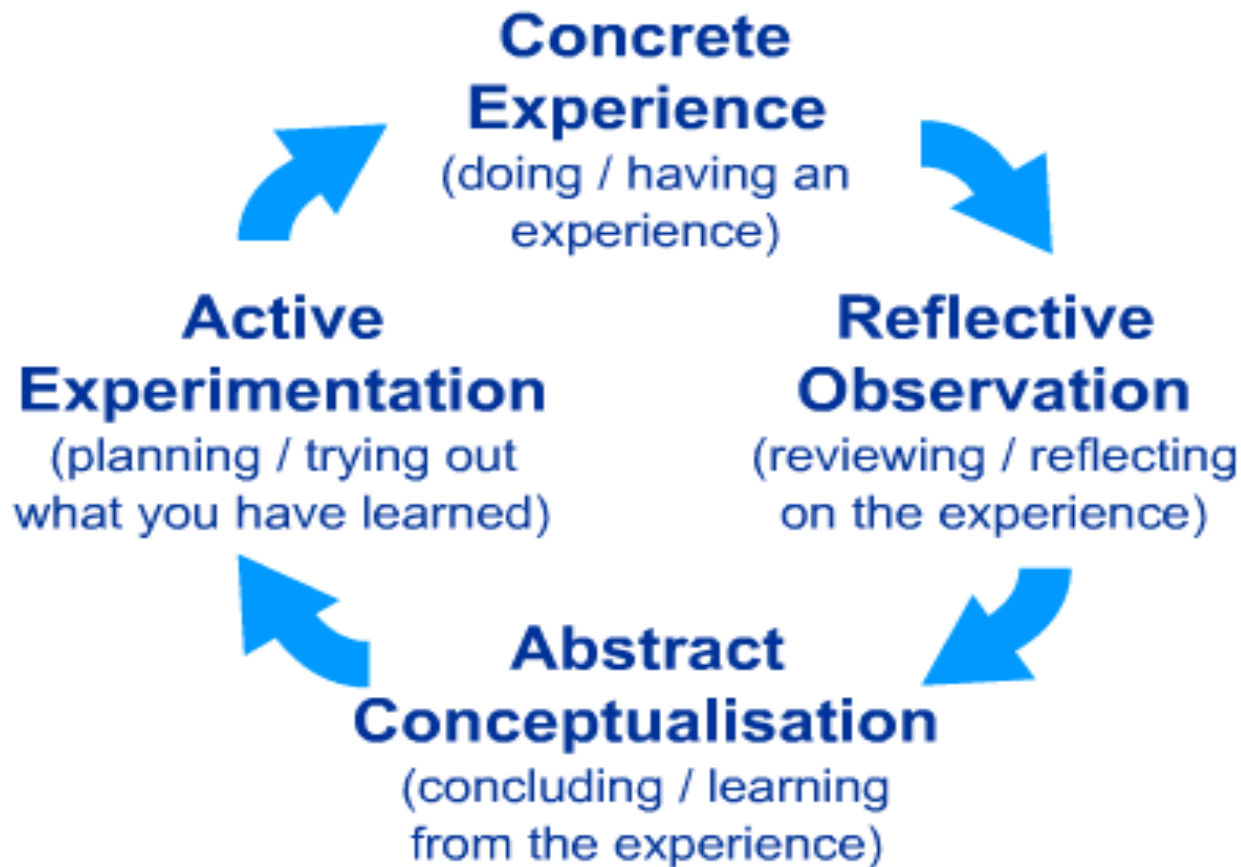 Concrete
Experience
(doing / having an
experience)
Reflective
Observation
(reviewing / reflecting
on the experience)
Abstract
Conceptualisation
(concluding / learning
from the experience)
Active
Experimentation
(planning / trying out
what you have learned)